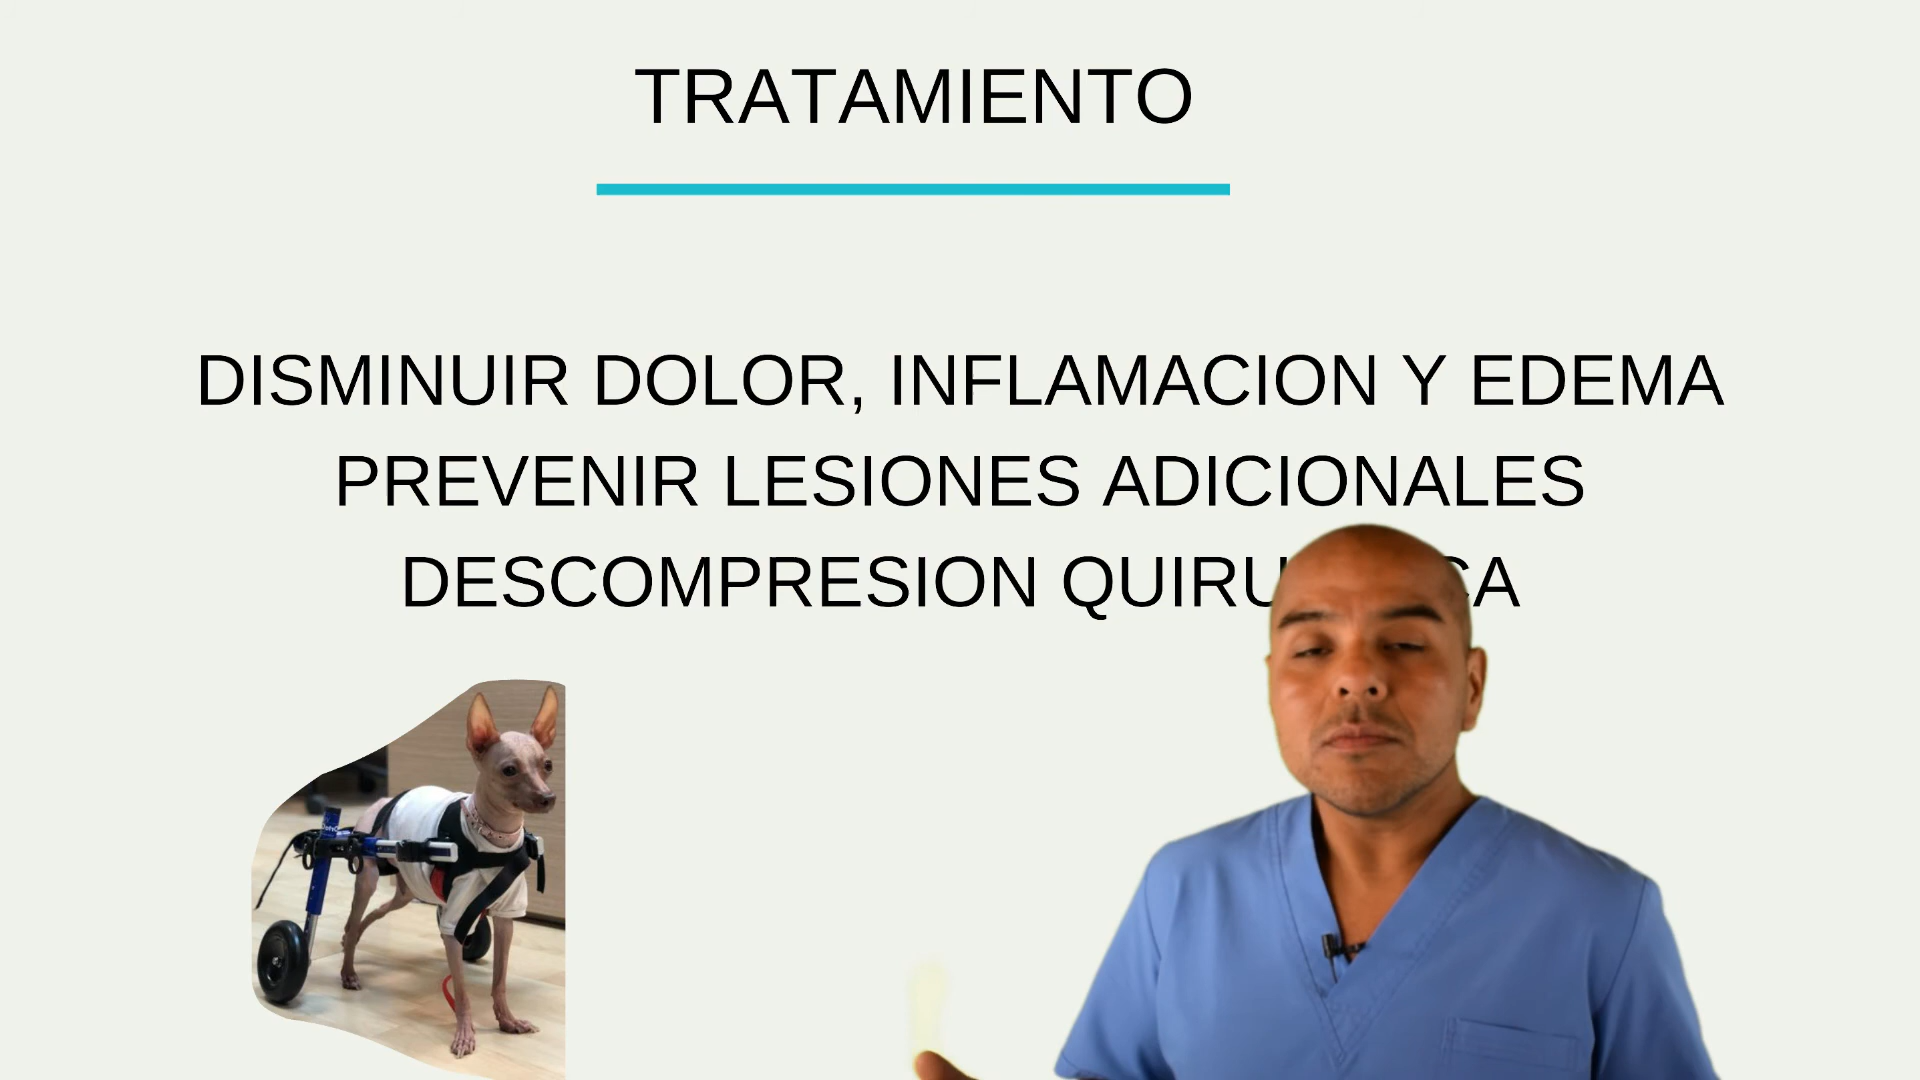 TRATAMIENTO
DISMINUIR DOLOR, INFLAMACION Y EDEMA
PREVENIR LESIONES ADICIONALES
DESCOMPRESION